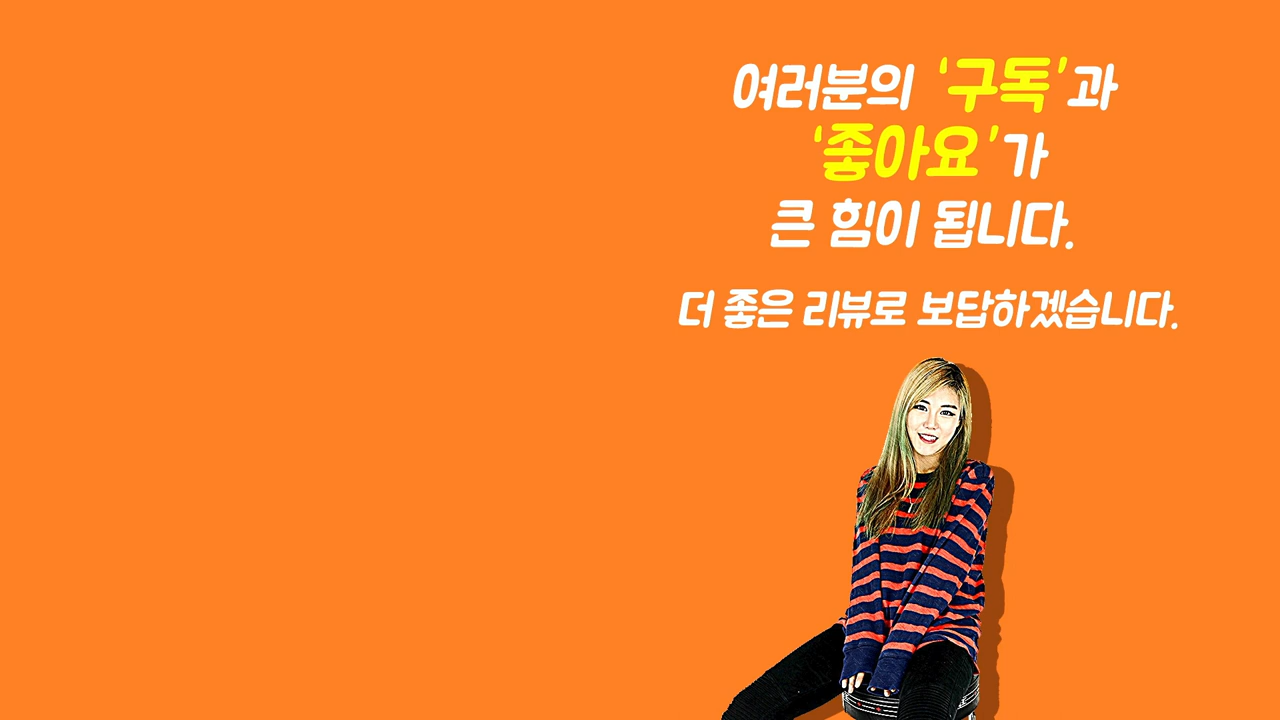 여러분의 ‘구독’과
‘좋아요’가
큰 힘이 됩니다.
더 좋은 리뷰로 보답하겠습니다.